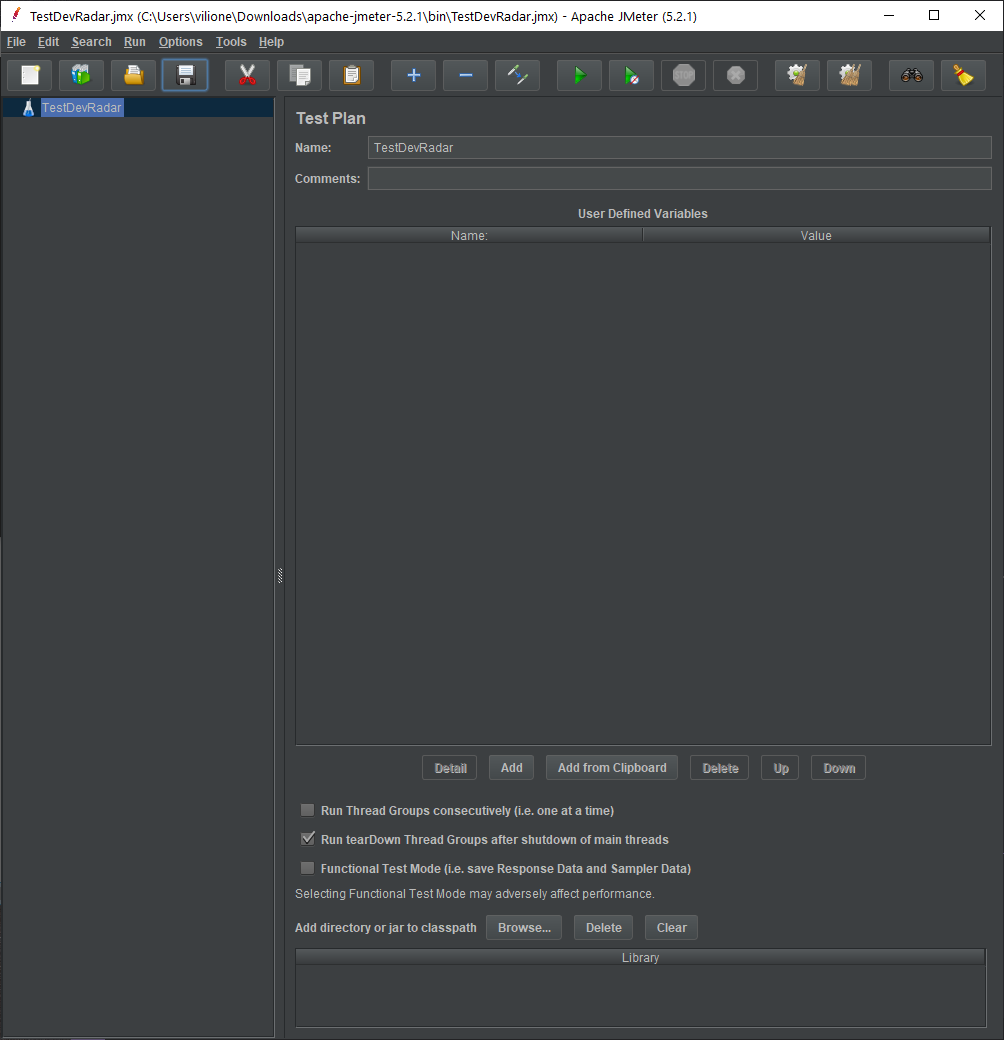 TestDevRadar.jmx (C:\Users\vilione\Downloads\apache-jmeter-5.2.1\bin\TestDevRadar.jmx) - Apache JMeter (5.2.1)
File Edit Search Run Options Tools Help
STOP
TestDevRadar
Test Plan
Name: TestDevRadar
Comments:
User Defined Variables
Name: Value
Detail Add Add from Clipboard Delete Up Down
Run Thread Groups consecutively (i.e. one at a time)
Run tearDown Thread Groups after shutdown of main threads
Functional Test Mode (i.e. save Response Data and Sampler Data)
Selecting Functional Test Mode may adversely affect performance.
Add directory or jar to classpath Browse... Delete Clear
Library